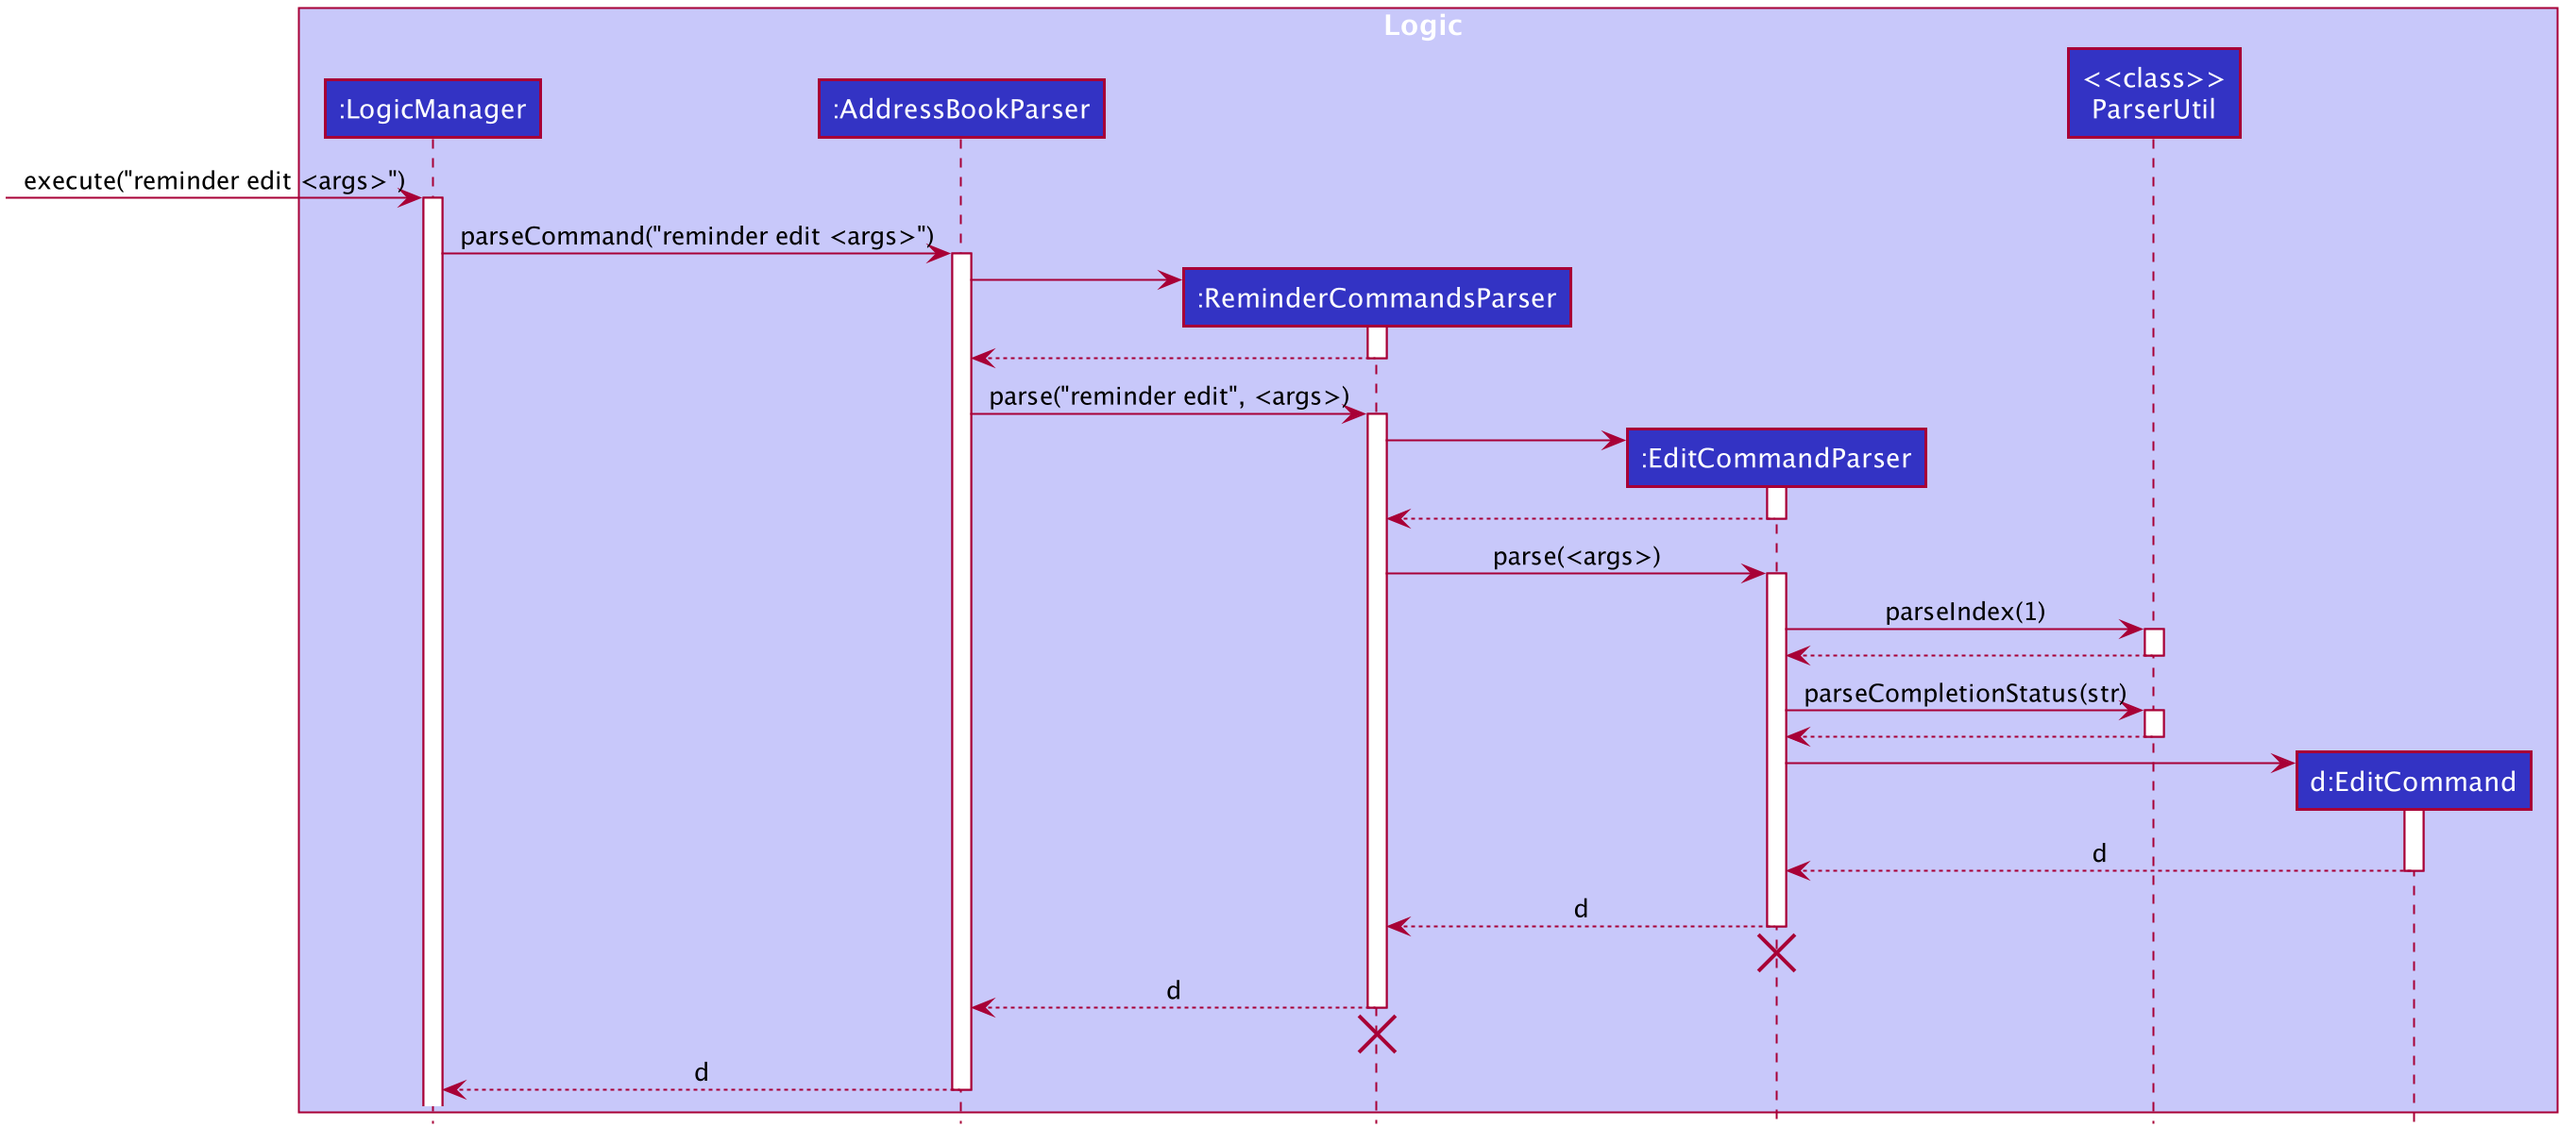 Logic
<<class>>
:LogicManager
:AddressBookParser
ParserUtil
execute("reminder edit <args>")
parseCommand("reminder edit <args>")
:ReminderCommandsParser
parse("reminder edit", <args>)
:EditCommandParser
parse(<args>)
parseIndex(1)
parseCompletionStatus(str)
d:EditCommand
d
d
d
d